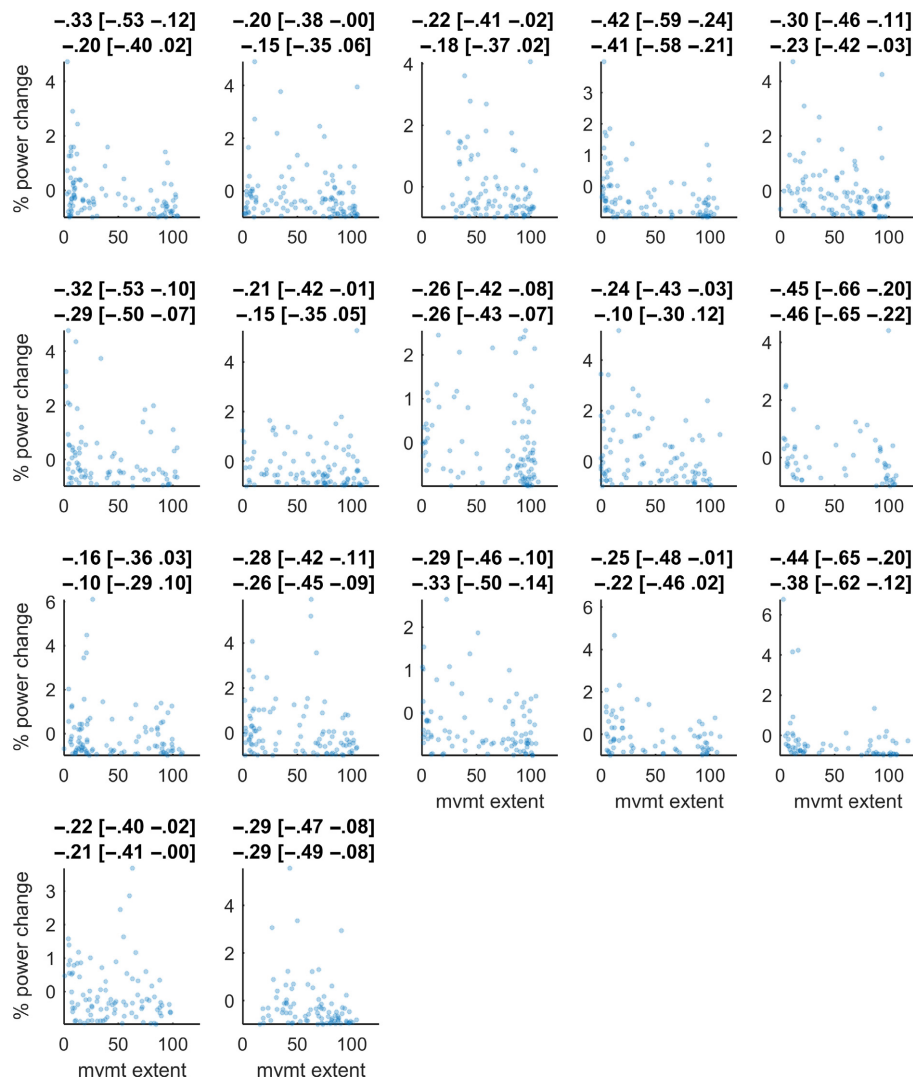 −.33 [−.53 −.12] −.20 [−.38 −.00] −.22 [−.41 −.02] −.42 [−.59 −.24] −.30 [−.46 −.11]
−.20 [−.40 .02] −.15 [−.35 .06] −.18 [−.37 .02] −.41 [−.58 −.21] −.23 [−.42 −.03]
% power change
4 2 0
4 2 0
4 2 0
3 2 1 0
4 2 0
0 50 100 0 50 100 0 50 100 0 50 100 0 50 100
−.32 [−.53 −.10] −.21 [−.42 −.01] −.26 [−.42 −.08] −.24 [−.43 −.03] −.45 [−.66 −.20]
−.29 [−.50 −.07] −.15 [−.35 .05] −.26 [−.43 −.07] −.10 [−.30 .12] −.46 [−.65 −.22]
% power change
4 2 0
4 2 0
2 1 0
4 2 0
4 2 0
0 50 100 0 50 100 0 50 100 0 50 100 0 50 100
−.16 [−.36 .03] −.28 [−.42 −.11] −.29 [−.46 −.10] −.25 [−.48 −.01] −.44 [−.65 −.20]
−.10 [−.29 .10] −.26 [−.45 −.09] −.33 [−.50 −.14] −.22 [−.46 .02] −.38 [−.62 −.12]
% power change
6 4 2 0
6 4 2 0
2 1 0
6 4 2 0
6 4 2 0
0 50 100 0 50 100 0 50 100 0 50 100 0 50 100
mvmt extent mvmt extent mvmt extent
−.22 [−.40 −.02] −.29 [−.47 −.08]
−.21 [−.41 −.00] −.29 [−.49 −.08]
% power change
3 2 1 0
4 2 0
0 50 100 0 50 100
mvmt extent mvmt extent